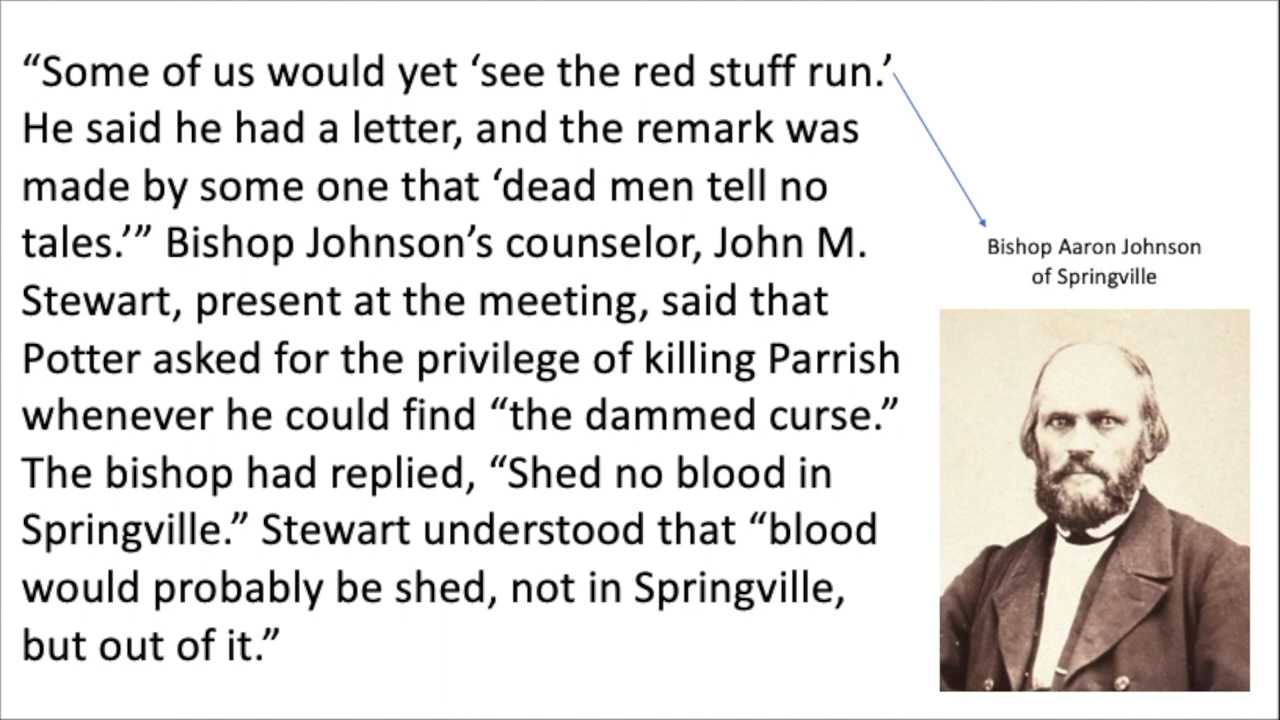 “Some of us would yet ‘see the red stuff run.’
He said he had a letter, and the remark was
made by some one that ‘dead men tell no
tales.’” Bishop Johnson’s counselor, John M.
Stewart, present at the meeting, said that
Potter asked for the privilege of killing Parrish
whenever he could find “the dammed curse.”
The bishop had replied, “Shed no blood in
Springville.” Stewart understood that “blood
would probably be shed, not in Springville,
but out of it.”
Bishop Aaron Johnson
of Springville